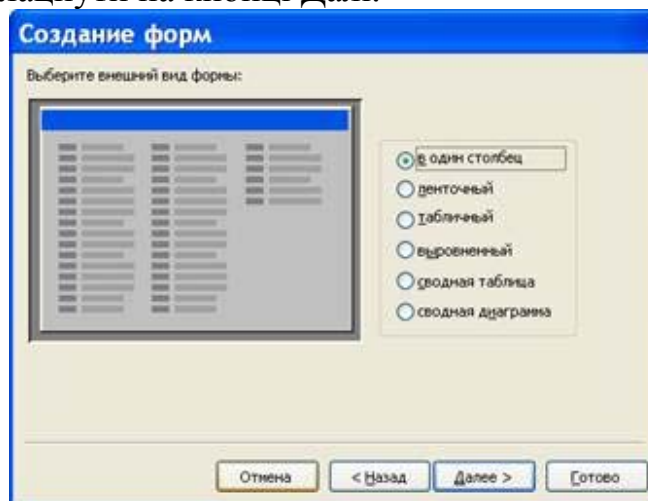 Создание форм
Выберите внешний вид формы:
в один столбец
ленточный
табличный
выровненный
сводная таблица
сводная диаграмма
Отмена
< Назад
Далее >
Готово